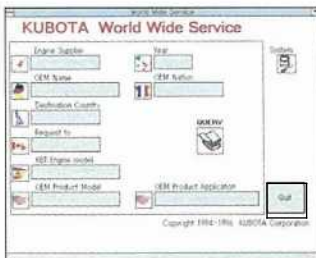 World Wide Service
KUBOTA World Wide Service
Engine Supplier
Year
System
OEM Name
OEM Nation
Destination Country
QUERY
Request to
KBT Engine model
OEM Product Model
OEM Product Application
Quit
Copyright 1994-1996 KUBOTA Corporation